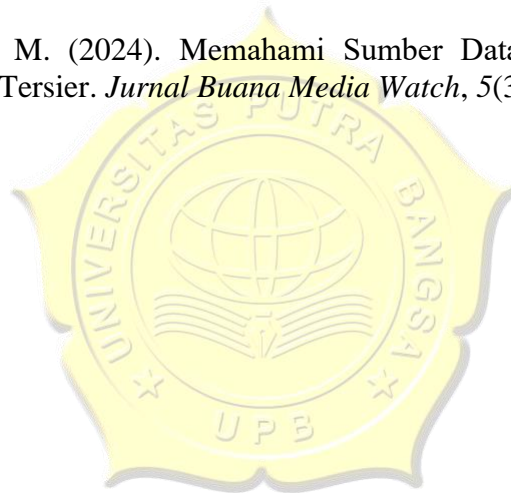 M. (2024). Memahami Sumber Data
Tersier. Jurnal Buana Media Watch, 5(3
UNIVERSITAS PUTRA BANGSA
UPB